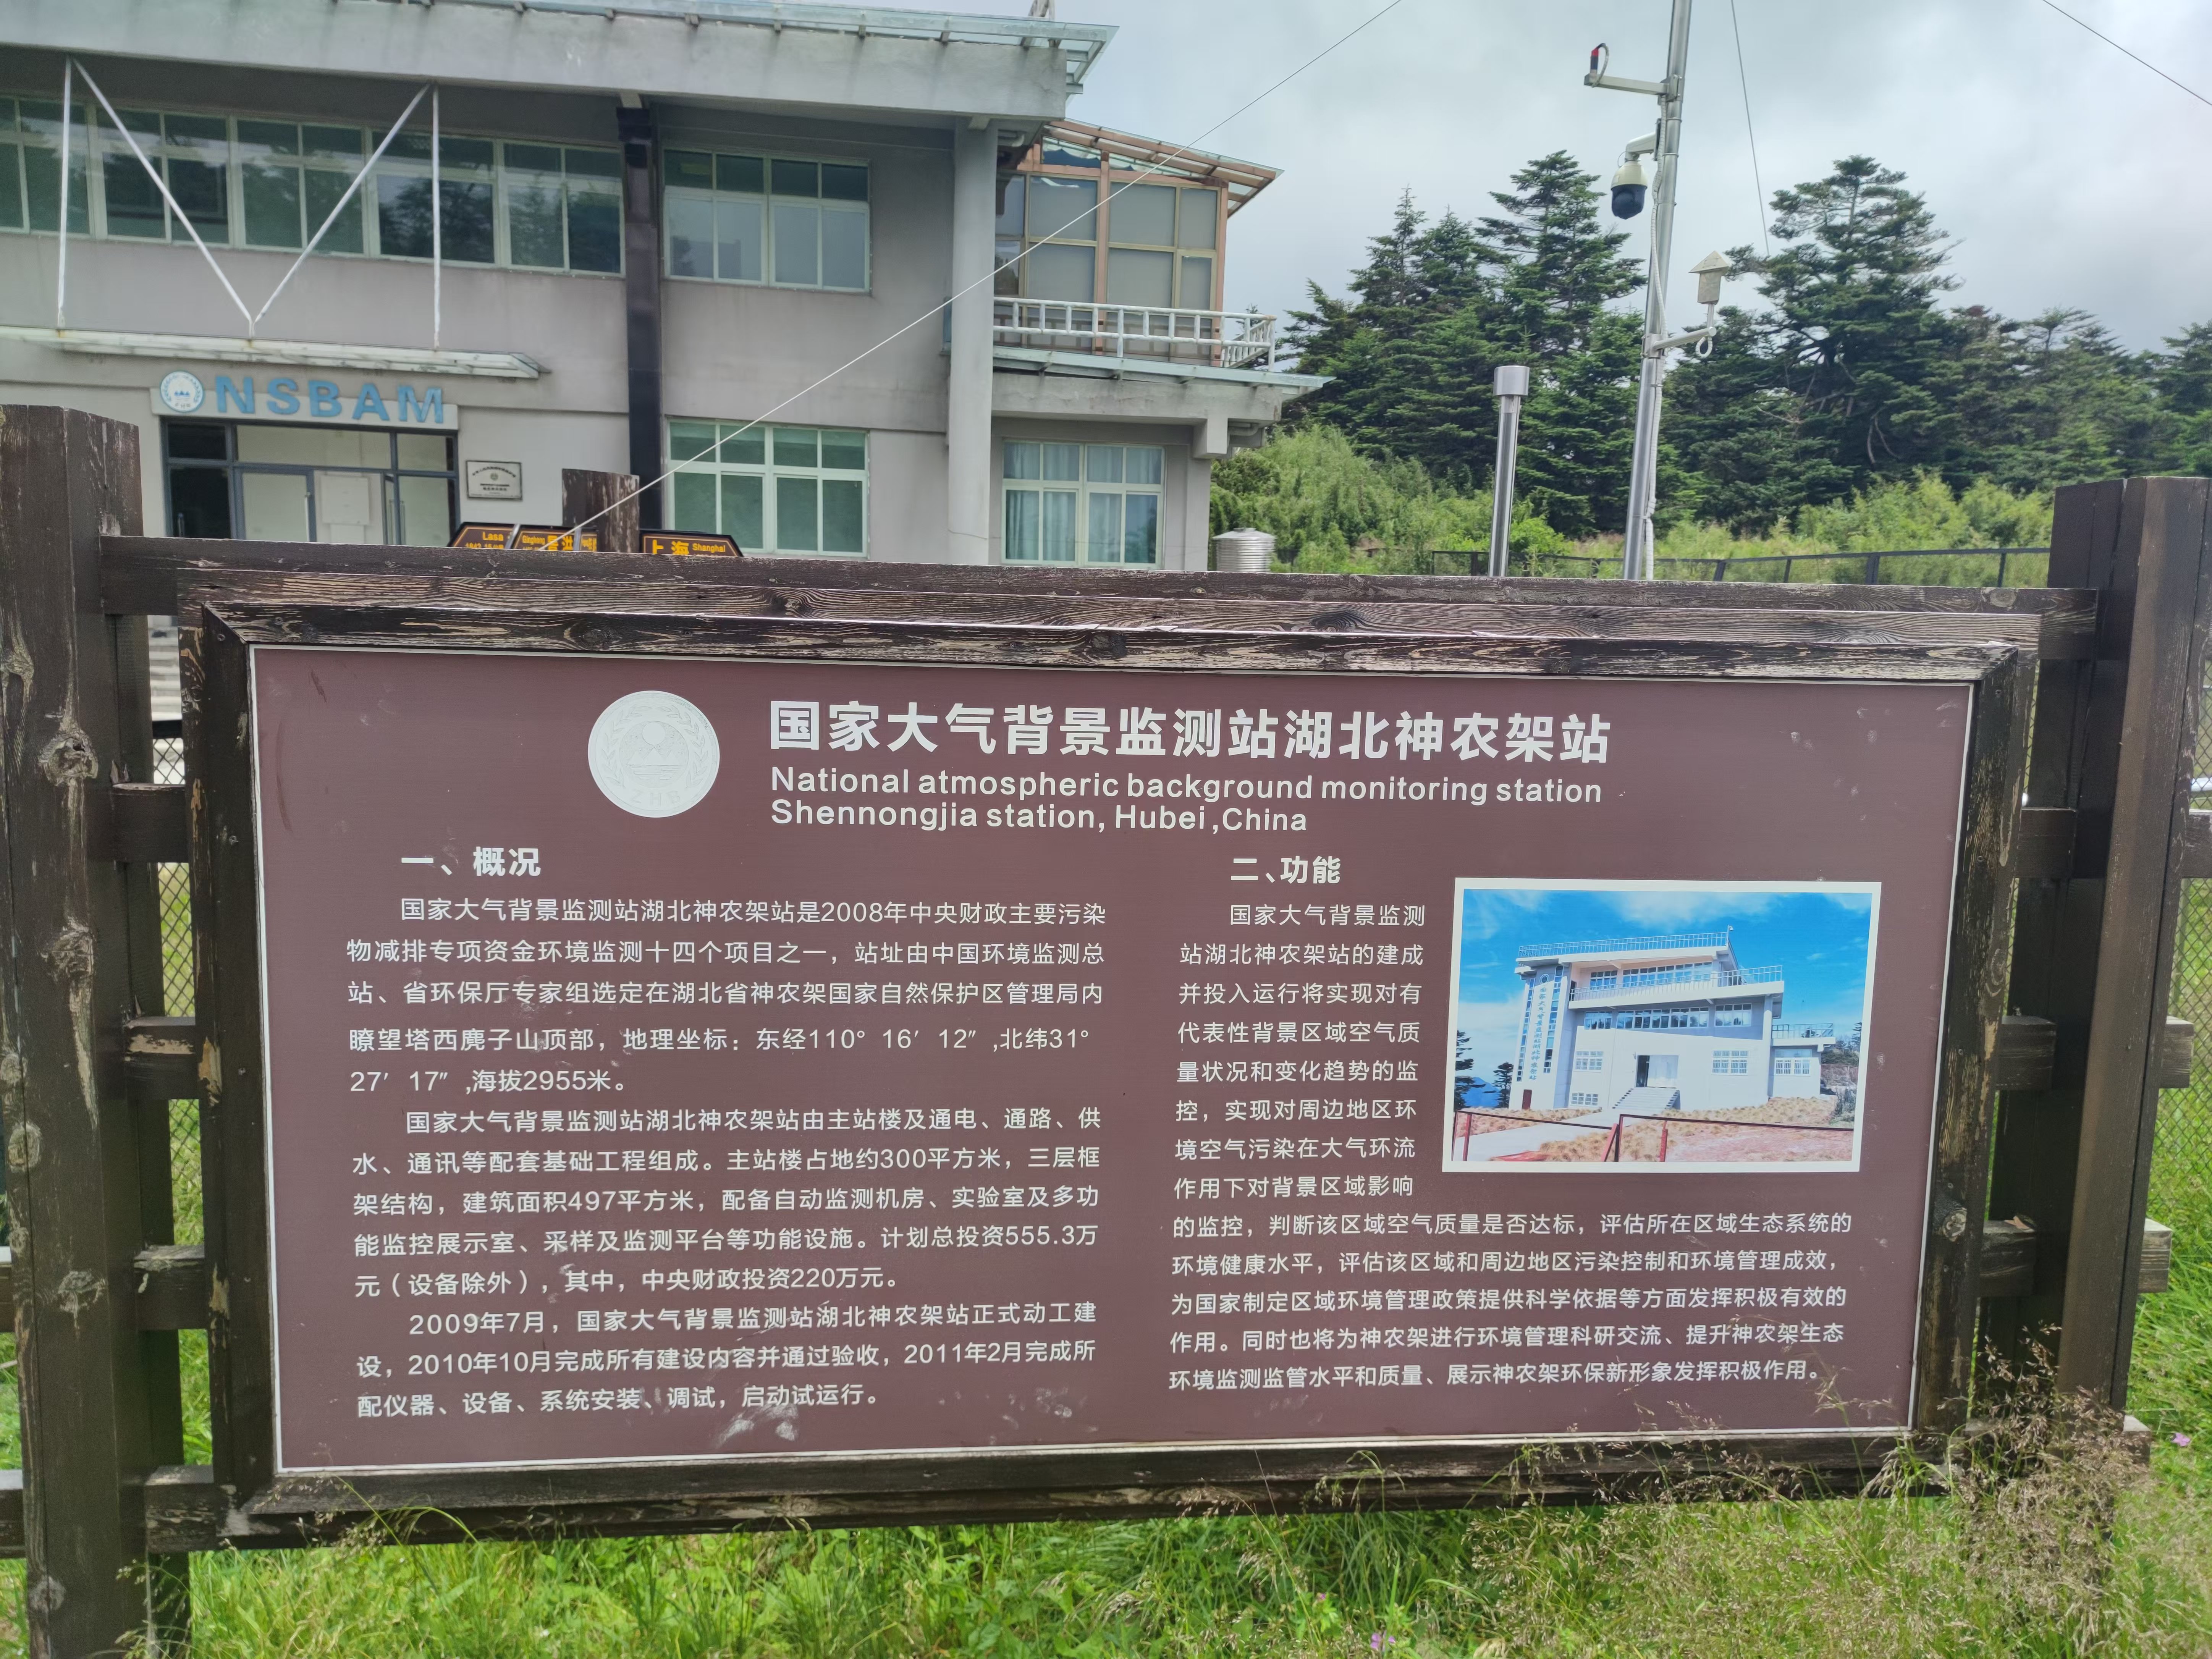 NSBAM
Lasa
上海 Shanghai
国家大气背景监测站湖北神农架站
National atmospheric background monitoring station
Shennongjia station, Hubei ,China
ZHB
一、概况
国家大气背景监测站湖北神农架站是2008年中央财政主要污染
物减排专项资金环境监测十四个项目之一，站址由中国环境监测总
站、省环保厅专家组选定在湖北省神农架国家自然保护区管理局内
瞭望塔西麂子山顶部，地理坐标：东经110° 16′ 12″ ,北纬31°
27′ 17″ ,海拔2955米。
国家大气背景监测站湖北神农架站由主站楼及通电、通路、供
水、通讯等配套基础工程组成。主站楼占地约300平方米，三层框
架结构，建筑面积497平方米，配备自动监测机房、实验室及多功
能监控展示室、采样及监测平台等功能设施。计划总投资555.3万
元（设备除外），其中，中央财政投资220万元。
2009年7月，国家大气背景监测站湖北神农架站正式动工建
设，2010年10月完成所有建设内容并通过验收，2011年2月完成所
配仪器、设备、系统安装、调试，启动试运行。
二、功能
国家大气背景监测
站湖北神农架站的建成
并投入运行将实现对有
代表性背景区域空气质
量状况和变化趋势的监
控，实现对周边地区环
境空气污染在大气环流
作用下对背景区域影响
的监控，判断该区域空气质量是否达标，评估所在区域生态系统的
环境健康水平，评估该区域和周边地区污染控制和环境管理成效，
为国家制定区域环境管理政策提供科学依据等方面发挥积极有效的
作用。同时也将为神农架进行环境管理科研交流、提升神农架生态
环境监测监管水平和质量、展示神农架环保新形象发挥积极作用。